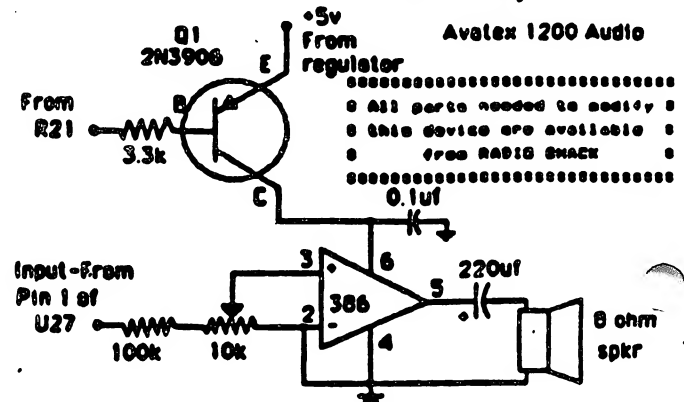 Avatex 1200 Audio
+5v
From
regulator
Q1
2N3906
E
B
C
From
R21
3.3k
All parts needed to modify
this device are available
from RADIO SHACK
0.1uf
Input-From
Pin 1 of
U27
100k
10k
3
+
2
-
386
6
5
4
220uf
+
8 ohm
spkr